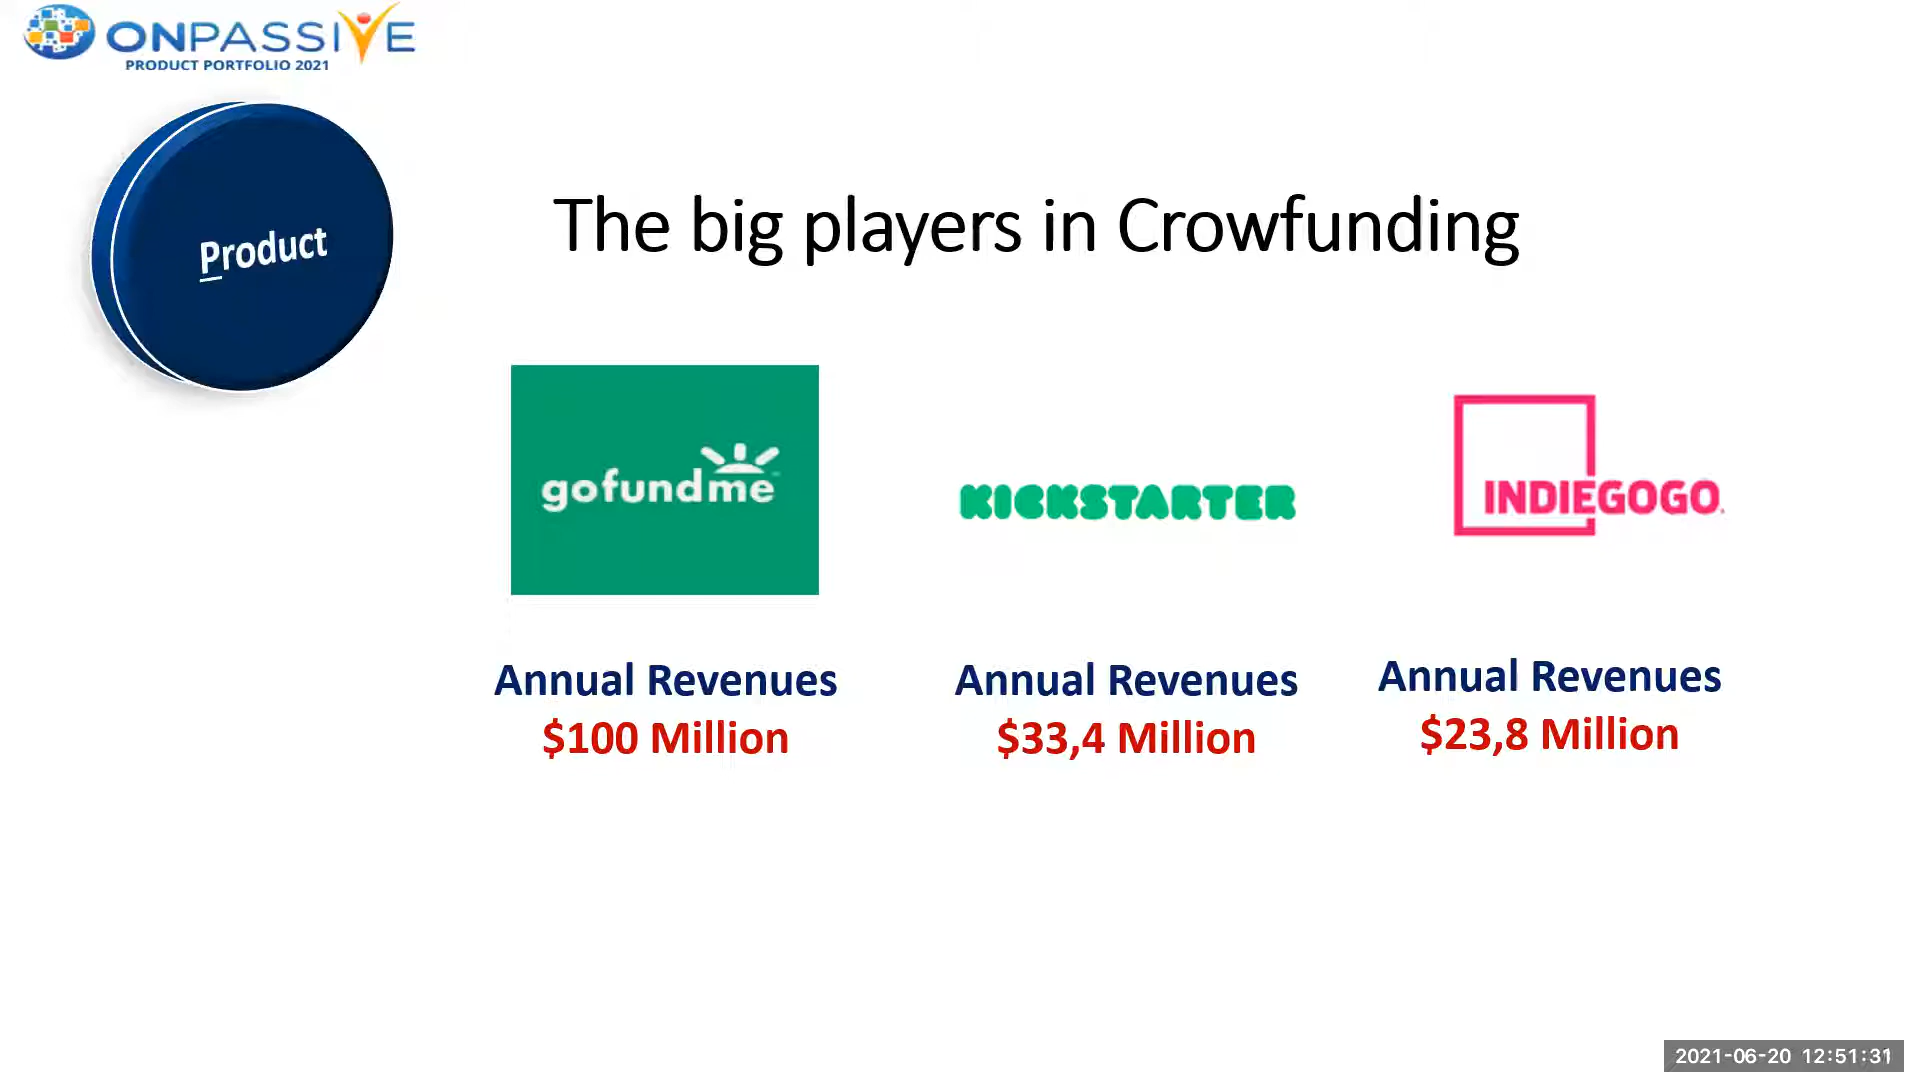 ONPASSIVE
PRODUCT PORTFOLIO 2021
Product
The big players in Crowfunding
gofundme
KICKSTARTER
INDIEGOGO
Annual Revenues
$100 Million
Annual Revenues
$33,4 Million
Annual Revenues
$23,8 Million
2021-06-20 12:51:31